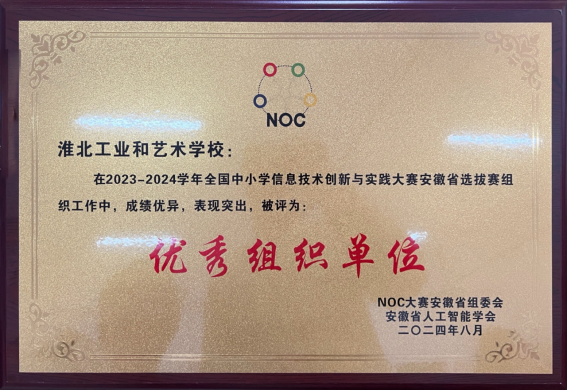 NOC
淮北工业和艺术学校：
在2023-2024学年全国中小学信息技术创新与实践大赛安徽省选拔赛组
织工作中，成绩优异，表现突出，被评为：
优秀组织单位
NOC大赛安徽省组委会
安徽省人工智能学会
二〇二四年八月